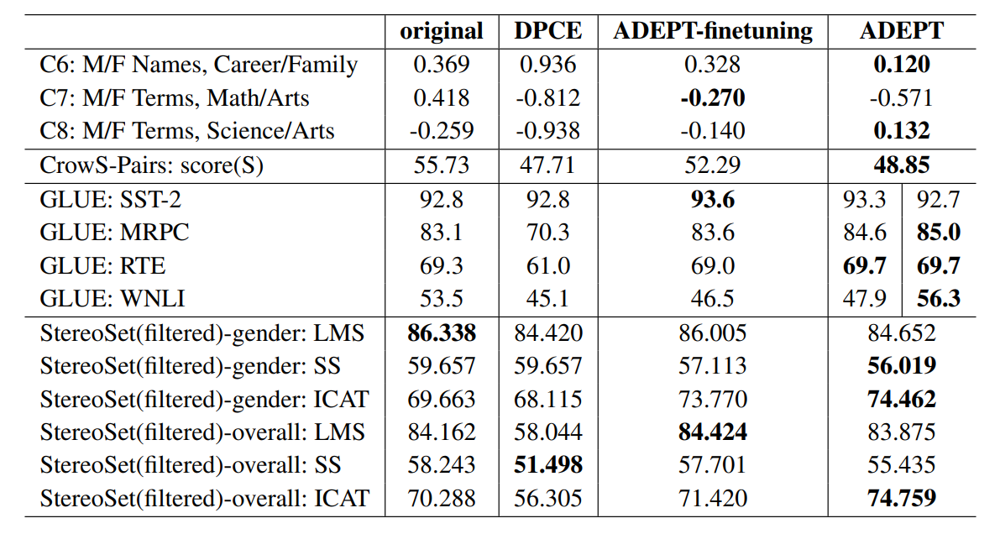 original DPCE ADEPT-finetuning ADEPT
C6: M/F Names, Career/Family 0.369 0.936 0.328 0.120
C7: M/F Terms, Math/Arts 0.418 -0.812 -0.270 -0.571
C8: M/F Terms, Science/Arts -0.259 -0.938 -0.140 0.132
CrowS-Pairs: score(S) 55.73 47.71 52.29 48.85
GLUE: SST-2 92.8 92.8 93.6 93.3 92.7
GLUE: MRPC 83.1 70.3 83.6 84.6 85.0
GLUE: RTE 69.3 61.0 69.0 69.7 69.7
GLUE: WNLI 53.5 45.1 46.5 47.9 56.3
StereoSet(filtered)-gender: LMS 86.338 84.420 86.005 84.652
StereoSet(filtered)-gender: SS 59.657 59.657 57.113 56.019
StereoSet(filtered)-gender: ICAT 69.663 68.115 73.770 74.462
StereoSet(filtered)-overall: LMS 84.162 58.044 84.424 83.875
StereoSet(filtered)-overall: SS 58.243 51.498 57.701 55.435
StereoSet(filtered)-overall: ICAT 70.288 56.305 71.420 74.759